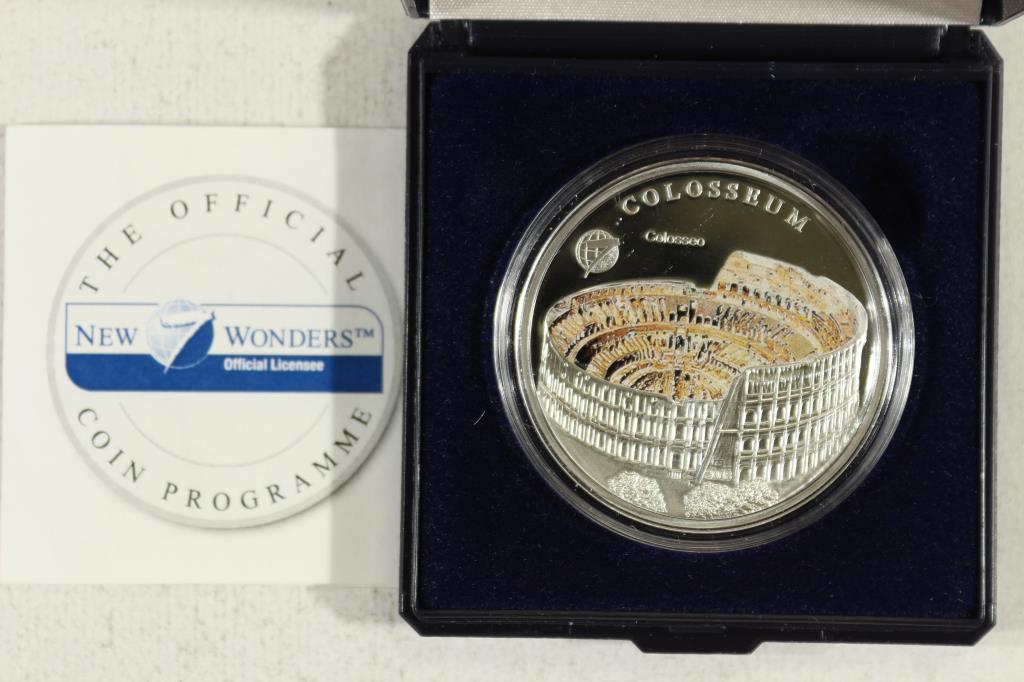 THE OFFICIAL
NEW WONDERS™
Official Licensee
COIN PROGRAMME
COLOSSEUM
Colosseo